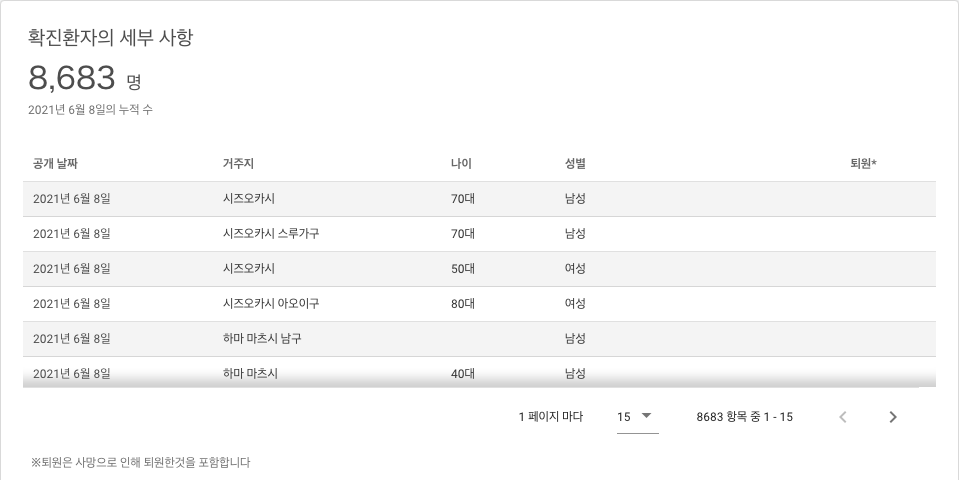 확진환자의 세부 사항
8,683 명
2021년 6월 8일의 누적 수
공개 날짜 거주지 나이 성별 퇴원*
2021년 6월 8일 시즈오카시 70대 남성
2021년 6월 8일 시즈오카시 스루가구 70대 남성
2021년 6월 8일 시즈오카시 50대 여성
2021년 6월 8일 시즈오카시 아오이구 80대 여성
2021년 6월 8일 하마 마츠시 남구 남성
2021년 6월 8일 하마 마츠시 40대 남성
1 페이지 마다 15 8683 항목 중 1 - 15
※퇴원은 사망으로 인해 퇴원한것을 포함합니다